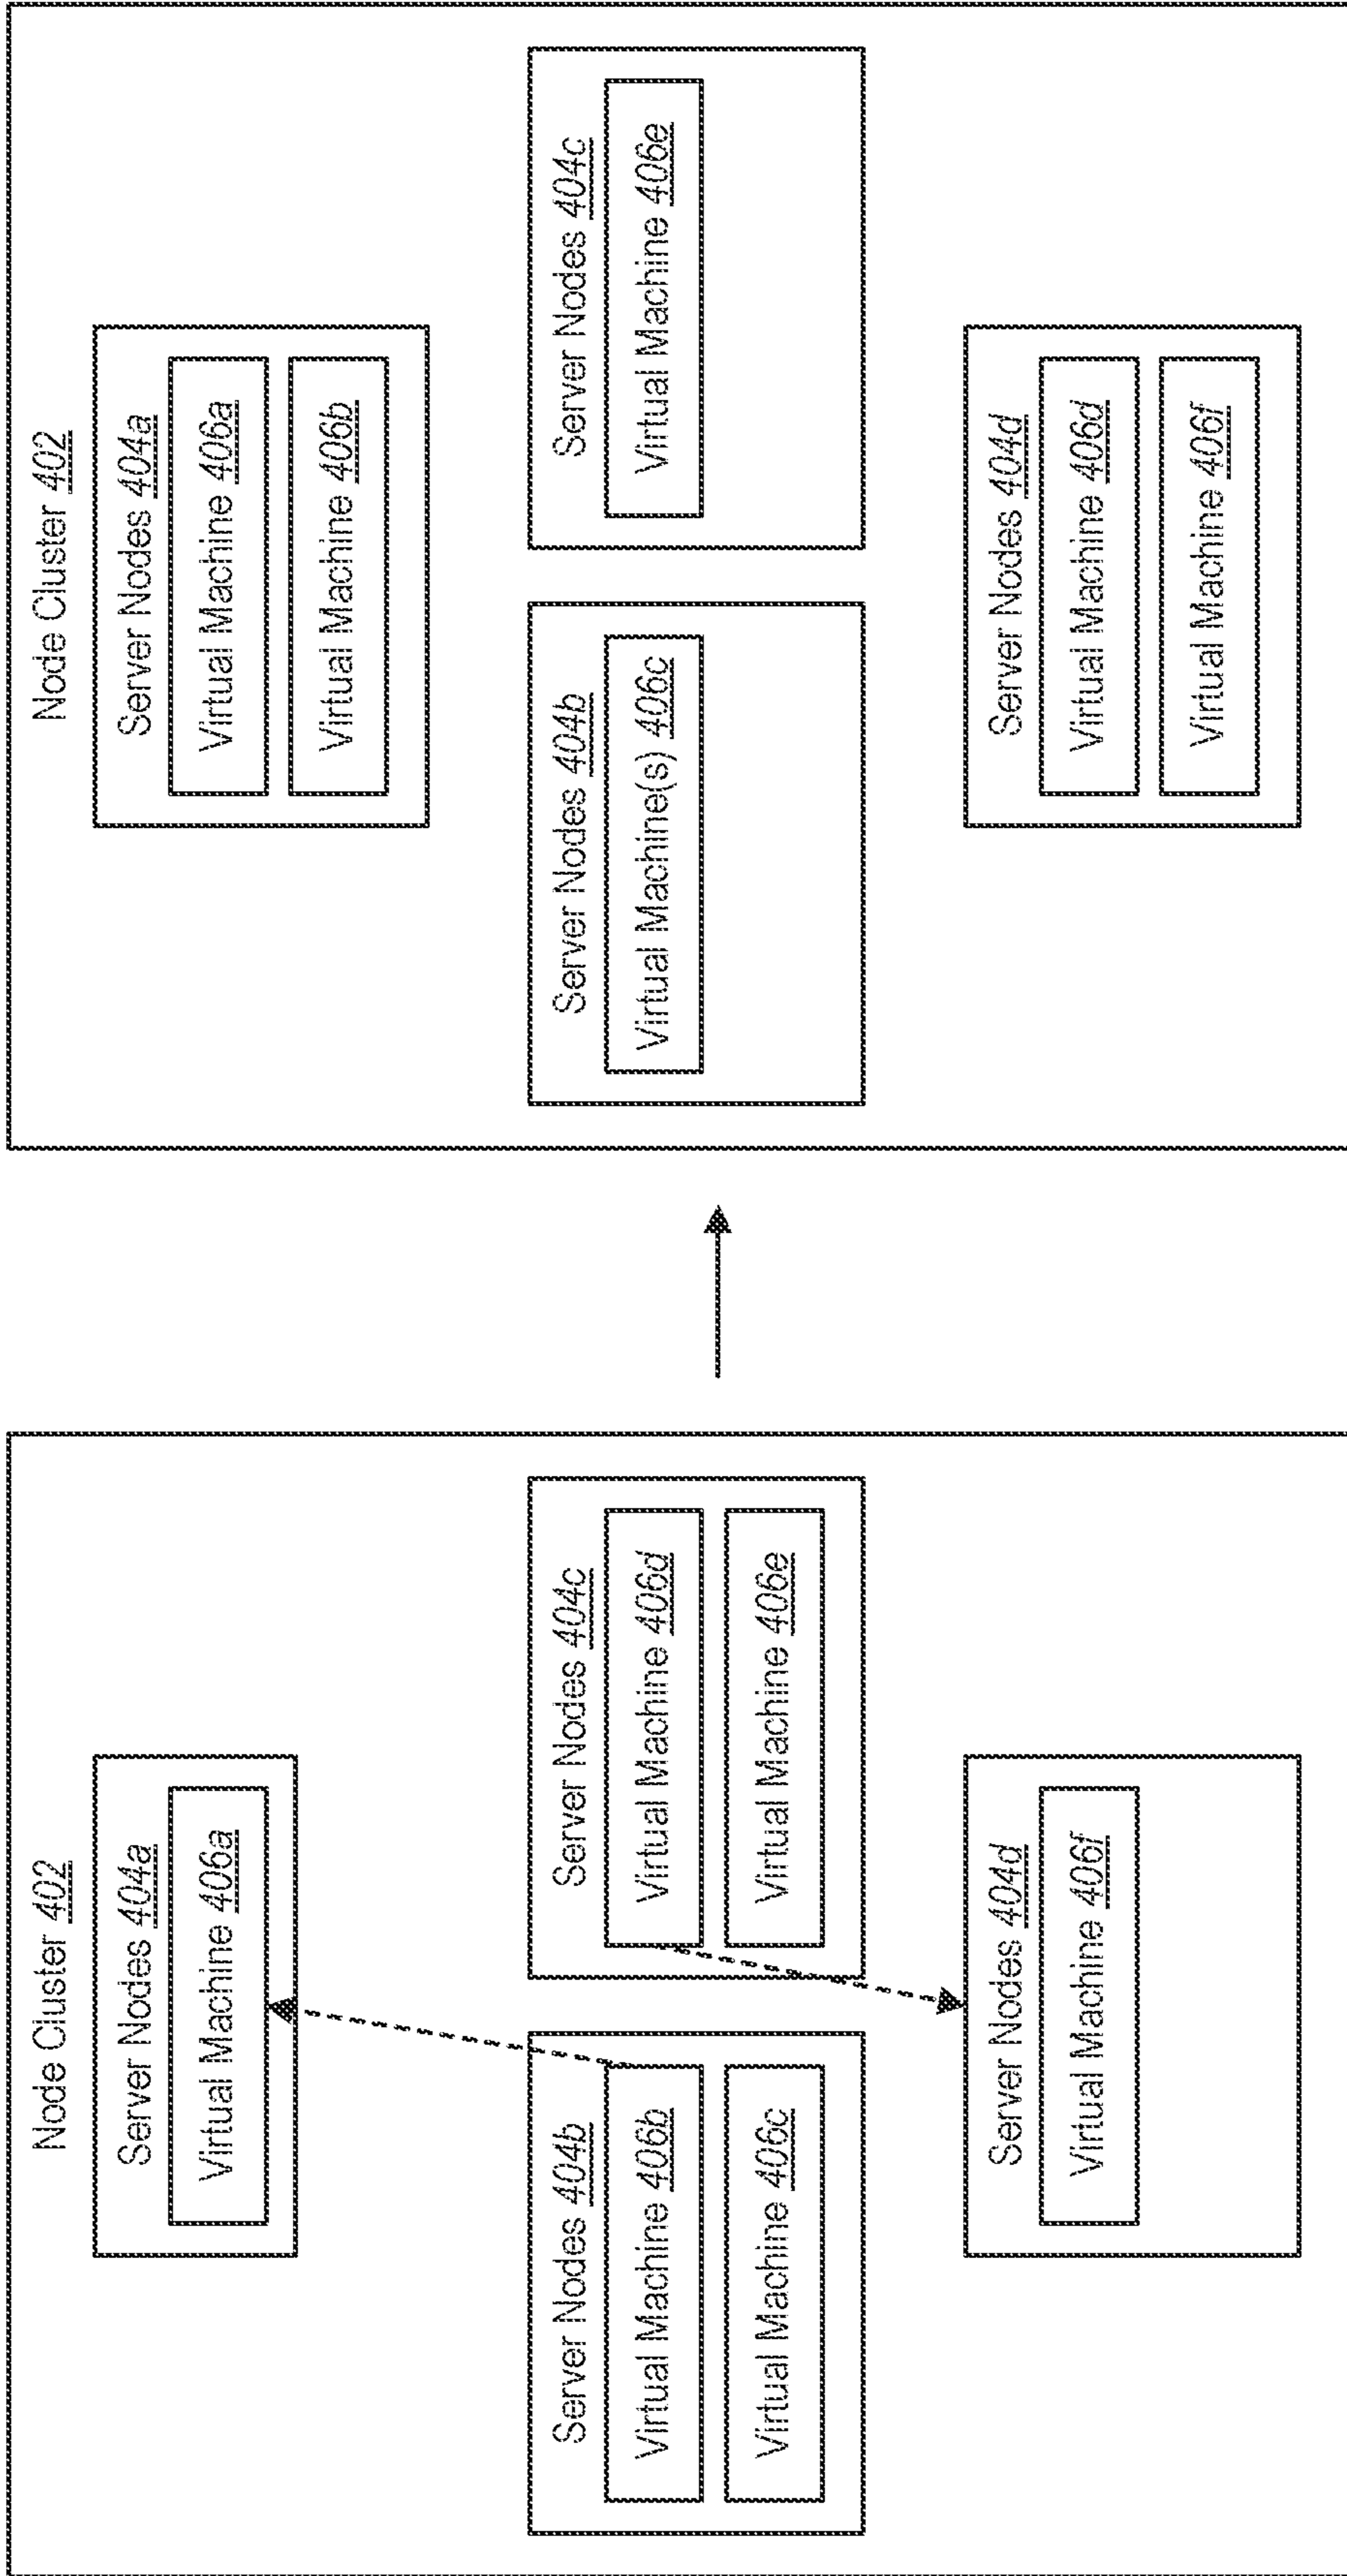 Node Cluster 402
Server Nodes 404a
Virtual Machine 406a
Server Nodes 404b
Virtual Machine 406b
Virtual Machine 406c
Server Nodes 404c
Virtual Machine 406d
Virtual Machine 406e
Server Nodes 404d
Virtual Machine 406f
Node Cluster 402
Server Nodes 404a
Virtual Machine 406a
Virtual Machine 406b
Server Nodes 404b
Virtual Machine(s) 406c
Server Nodes 404c
Virtual Machine 406e
Server Nodes 404d
Virtual Machine 406d
Virtual Machine 406f